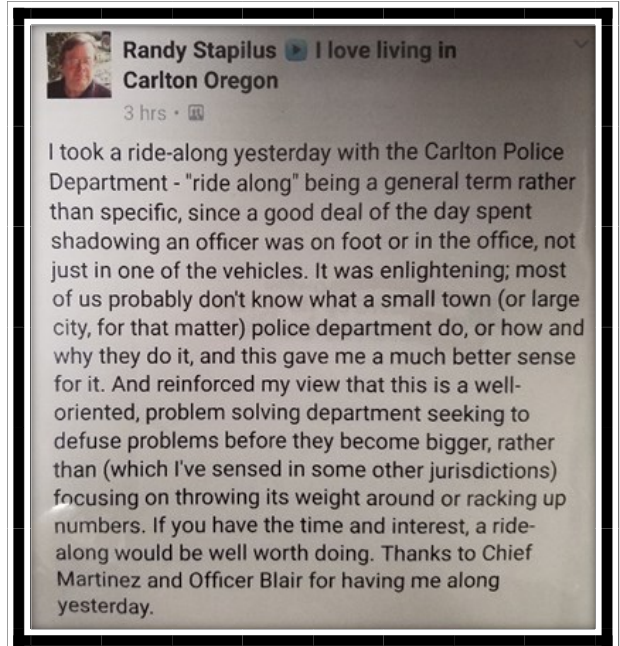 Randy Stapilus ▶ I love living in
Carlton Oregon
3 hrs •
I took a ride-along yesterday with the Carlton Police
Department - "ride along" being a general term rather
than specific, since a good deal of the day spent
shadowing an officer was on foot or in the office, not
just in one of the vehicles. It was enlightening; most
of us probably don't know what a small town (or large
city, for that matter) police department do, or how and
why they do it, and this gave me a much better sense
for it. And reinforced my view that this is a well-
oriented, problem solving department seeking to
defuse problems before they become bigger, rather
than (which I've sensed in some other jurisdictions)
focusing on throwing its weight around or racking up
numbers. If you have the time and interest, a ride-
along would be well worth doing. Thanks to Chief
Martinez and Officer Blair for having me along
yesterday.